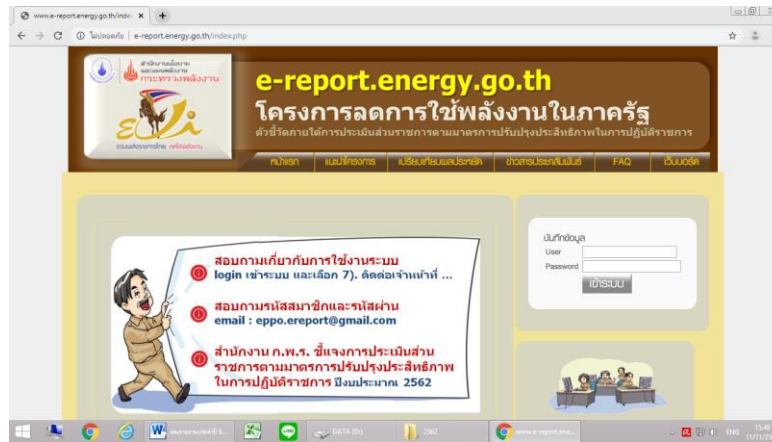 www.e-report.energy.go.th/inde
ไม่ปลอดภัย | e-report.energy.go.th/index.php
สำนักงานนโยบาย
และแผนพลังงาน
กระทรวงพลังงาน
รวมพลังหารไทย
e-report.energy.go.th
โครงการลดการใช้พลังงานในภาครัฐ
ตัวชี้วัดภายใต้การประเมินส่วนราชการตามมาตรการปรับปรุงประสิทธิภาพในการปฏิบัติราชการ
หน้าแรก แนะนำโครงการ เปรียบเทียบผลประหยัด ข่าวสารประชาสัมพันธ์ FAQ เว็บบอร์ด
สอบถามเกี่ยวกับการใช้งานระบบ
login เข้าระบบ และเลือก 7). ติดต่อเจ้าหน้าที่ ...
สอบถามรหัสสมาชิกและรหัสผ่าน
email : eppo.ereport@gmail.com
สำนักงาน ก.พ.ร. ชี้แจงการประเมินส่วน
ราชการตามมาตรการปรับปรุงประสิทธิภาพ
ในการปฏิบัติราชการ ปีงบประมาณ 2562
บันทึกข้อมูล
User
Password
เข้าระบบ
DATA (D:)
2562
www.e-report.ene...
ENG
15:40